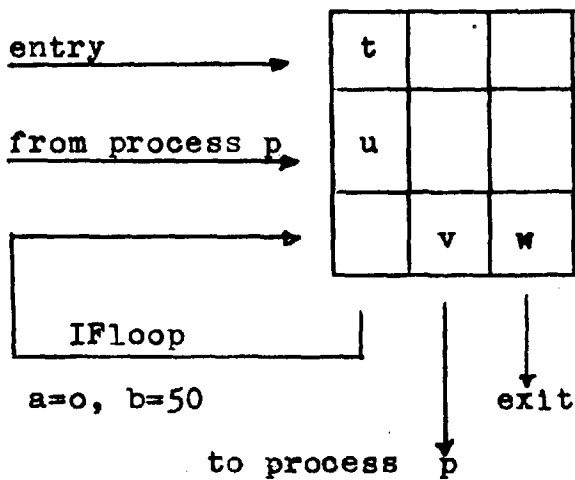 entry
t
from process p
u
v w
IFloop
a=o, b=50
exit
to process p